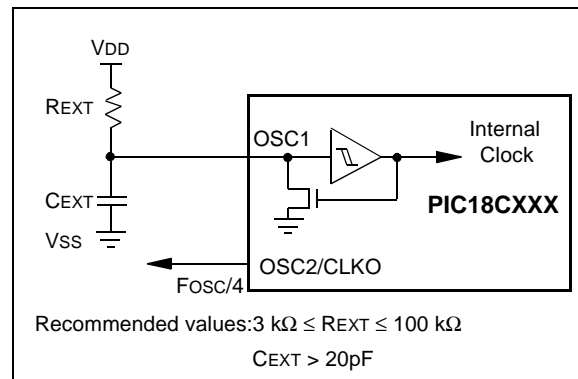 VDD
REXT
OSC1
Internal
Clock
CEXT
PIC18CXXX
VSS
OSC2/CLKO
FOSC/4
Recommended values:3 kΩ ≤ REXT ≤ 100 kΩ
CEXT > 20pF